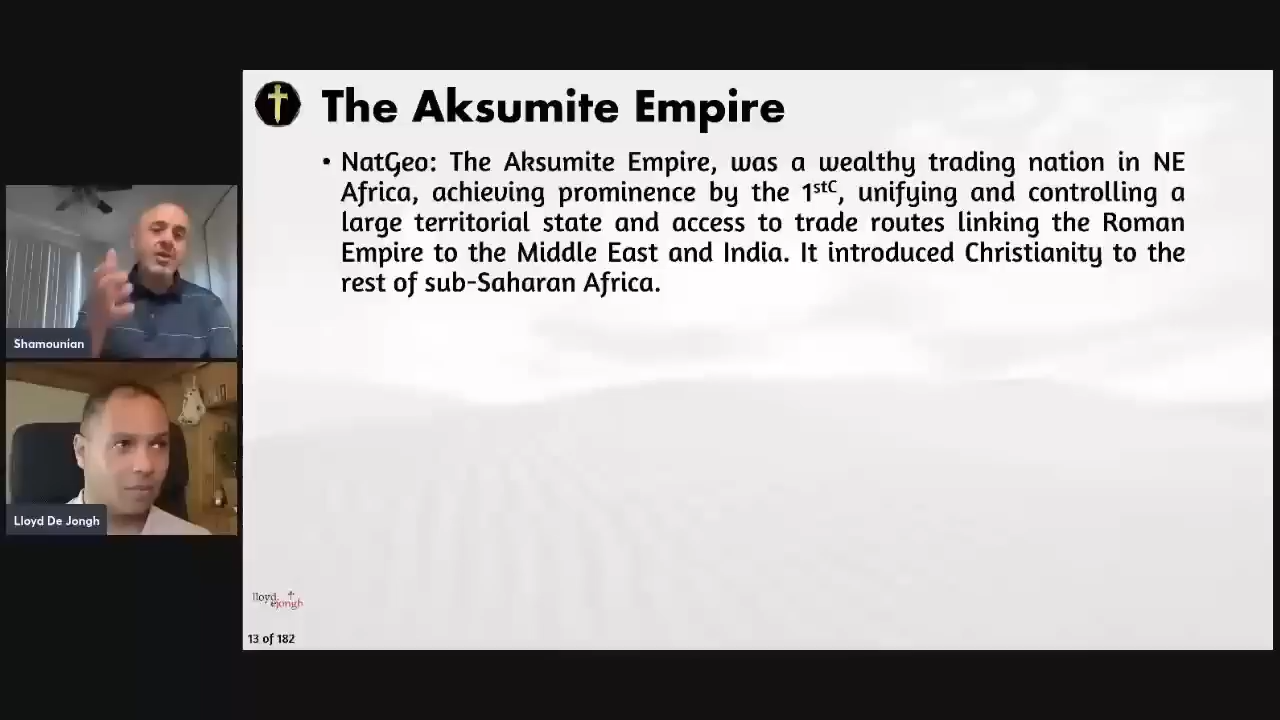 The Aksumite Empire
• NatGeo: The Aksumite Empire, was a wealthy trading nation in NE
Africa, achieving prominence by the 1stC, unifying and controlling a
large territorial state and access to trade routes linking the Roman
Empire to the Middle East and India. It introduced Christianity to the
rest of sub-Saharan Africa.
Shamounian
Lloyd De Jongh
lloyd
ejongh
13 of 182